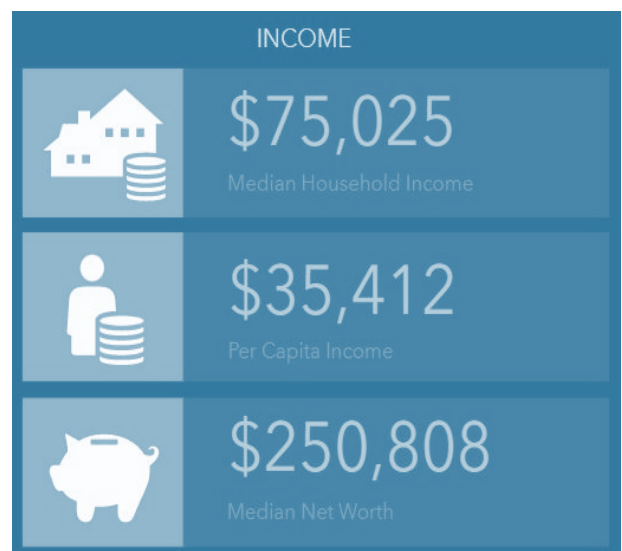 INCOME
$75,025
Median Household Income
$35,412
Per Capita Income
$250,808
Median Net Worth